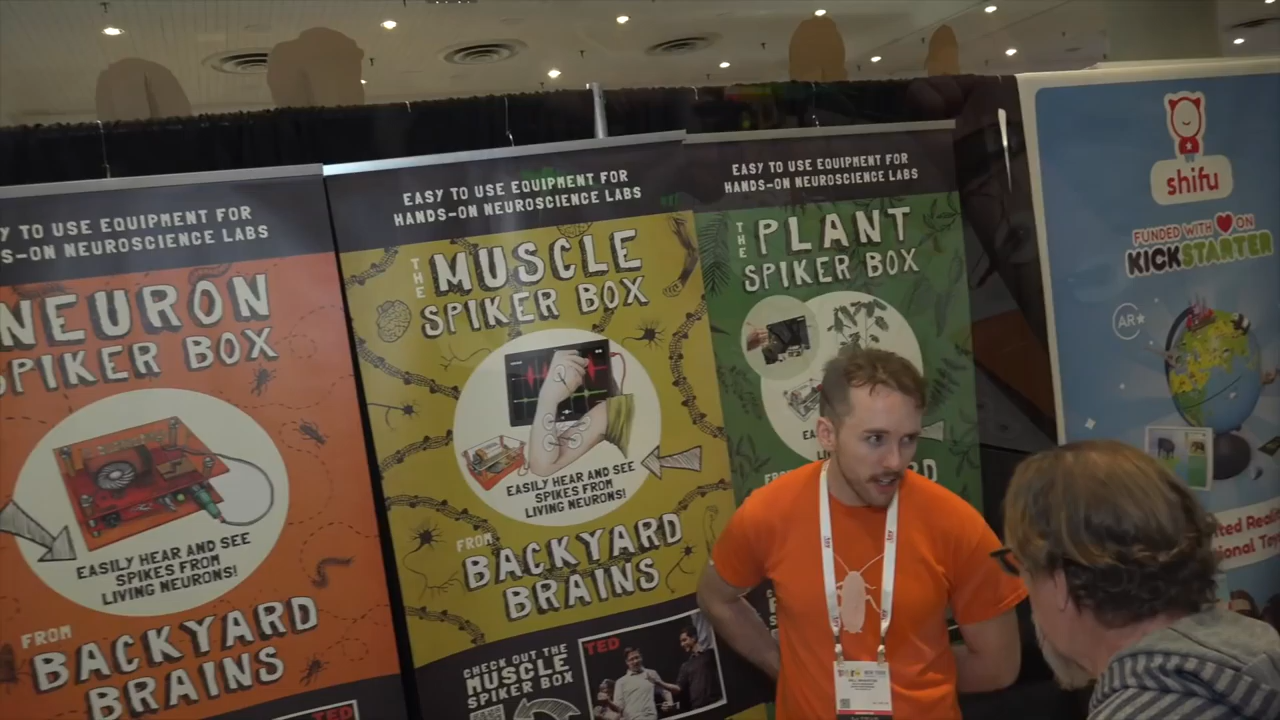 Y TO USE EQUIPMENT FOR
S-ON NEUROSCIENCE LABS
NEURON
SPIKER BOX
EASILY HEAR AND SEE
SPIKES FROM
LIVING NEURONS!
FROM
BACKYARD
BRAINS
TED
EASY TO USE EQUIPMENT FOR
HANDS-ON NEUROSCIENCE LABS
THE MUSCLE
SPIKER BOX
EASILY HEAR AND SEE
SPIKES FROM
LIVING NEURONS!
FROM
BACKYARD
BRAINS
CHECK OUT THE
MUSCLE
SPIKER BOX
TED
EASY TO USE EQUIPMENT FOR
HANDS-ON NEUROSCIENCE LABS
THE PLANT
SPIKER BOX
shifu
FUNDED WITH ON
KICKSTARTER
AR